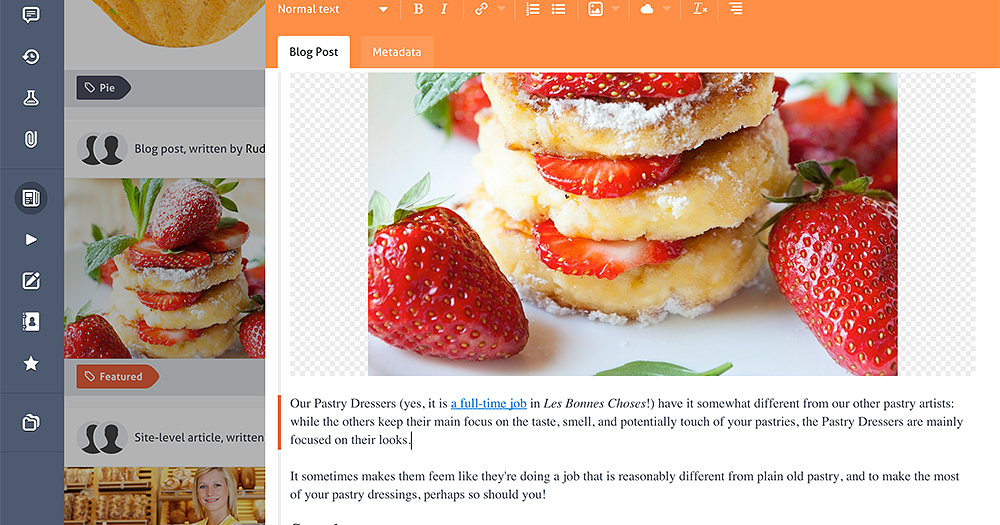 Normal text
B I
Blog Post Metadata
Pie
Blog post, written by Rud
Featured
Site-level article, written
Our Pastry Dressers (yes, it is a full-time job in Les Bonnes Choses!) have it somewhat different from our other pastry artists:
while the others keep their main focus on the taste, smell, and potentially touch of your pastries, the Pastry Dressers are mainly
focused on their looks.
It sometimes makes them feem like they're doing a job that is reasonably different from plain old pastry, and to make the most
of your pastry dressings, perhaps so should you!